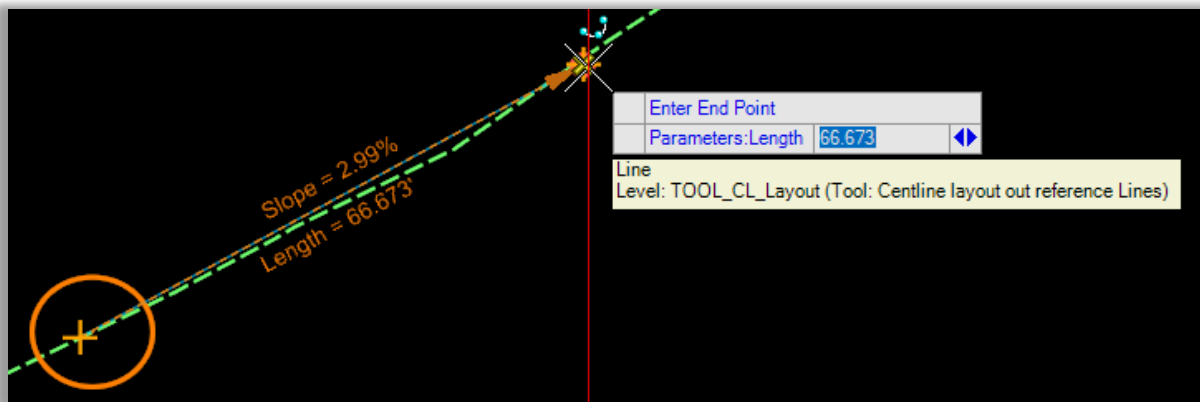 Slope = 2.99%
Length = 66.673'
Enter End Point
Parameters:Length 66.673
Line
Level: TOOL_CL_Layout (Tool: Centline layout out reference Lines)